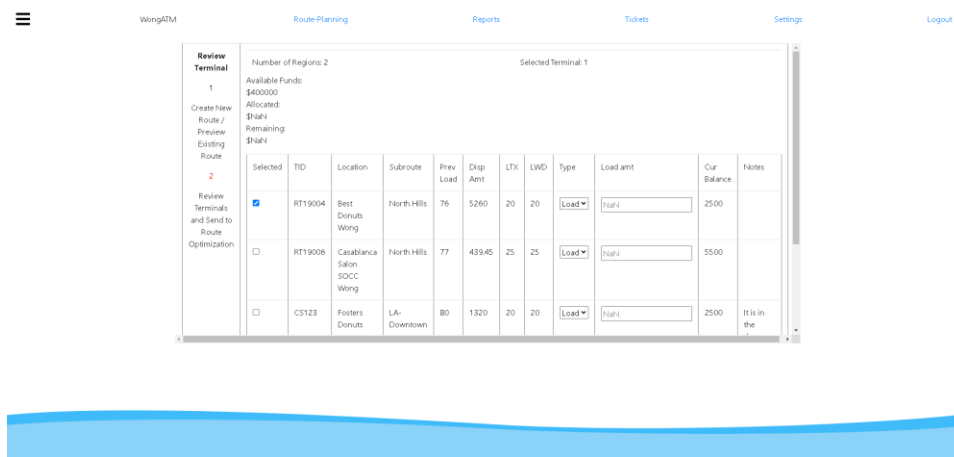 WongATM Route-Planning Reports Tickets Settings Logout
Review
Terminal
1
Create New
Route /
Preview
Existing
Route
2
Review
Terminals
and Send to
Route
Optimization
Number of Regions: 2 Selected Terminal: 1
Available Funds:
$400000
Allocated:
$NaN
Remaining:
$NaN
Selected TID Location Subroute Prev Load Disp Amt LTX LWD Type Load amt Cur Balance Notes
RT19004 Best Donuts Wong North Hills 76 5260 20 20 Load NaN 2500
RT19006 Casablanca Salon SOCC Wong North Hills 77 439.45 25 25 Load NaN 5500
CS123 Fosters Donuts LA-Downtown 80 1320 20 20 Load NaN 2500 It is in the